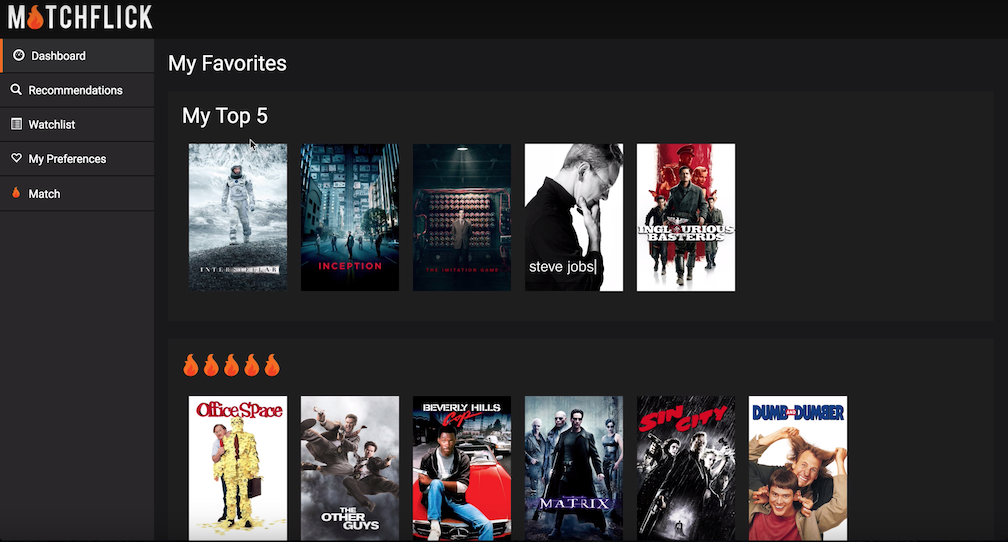 MATCHFLICK
Dashboard
Recommendations
Watchlist
My Preferences
Match
My Favorites
My Top 5
INTERSTELLAR
INCEPTION
THE IMITATION GAME
steve jobs
INGLOURIOUS
BASTERDS
Office Space
THE
OTHER
GUYS
BEVERLY HILLS
Cop
MATRIX
SIN CITY
DUMB AND DUMBER